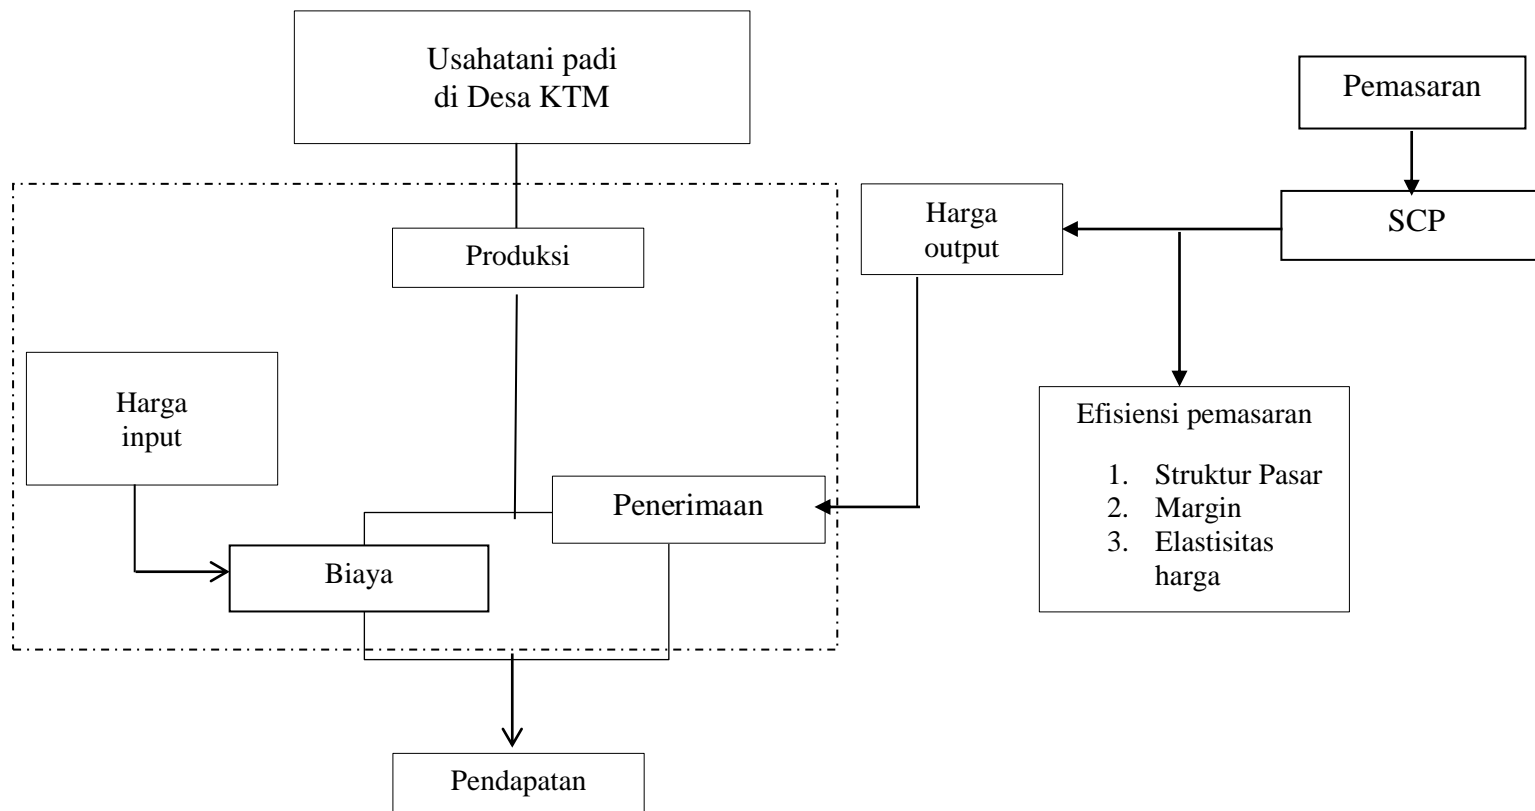 Usahatani padi
di Desa KTM
Pemasaran
Harga
output
SCP
Produksi
Harga
input
Efisiensi pemasaran
1. Struktur Pasar
2. Margin
3. Elastisitas
harga
Penerimaan
Biaya
Pendapatan